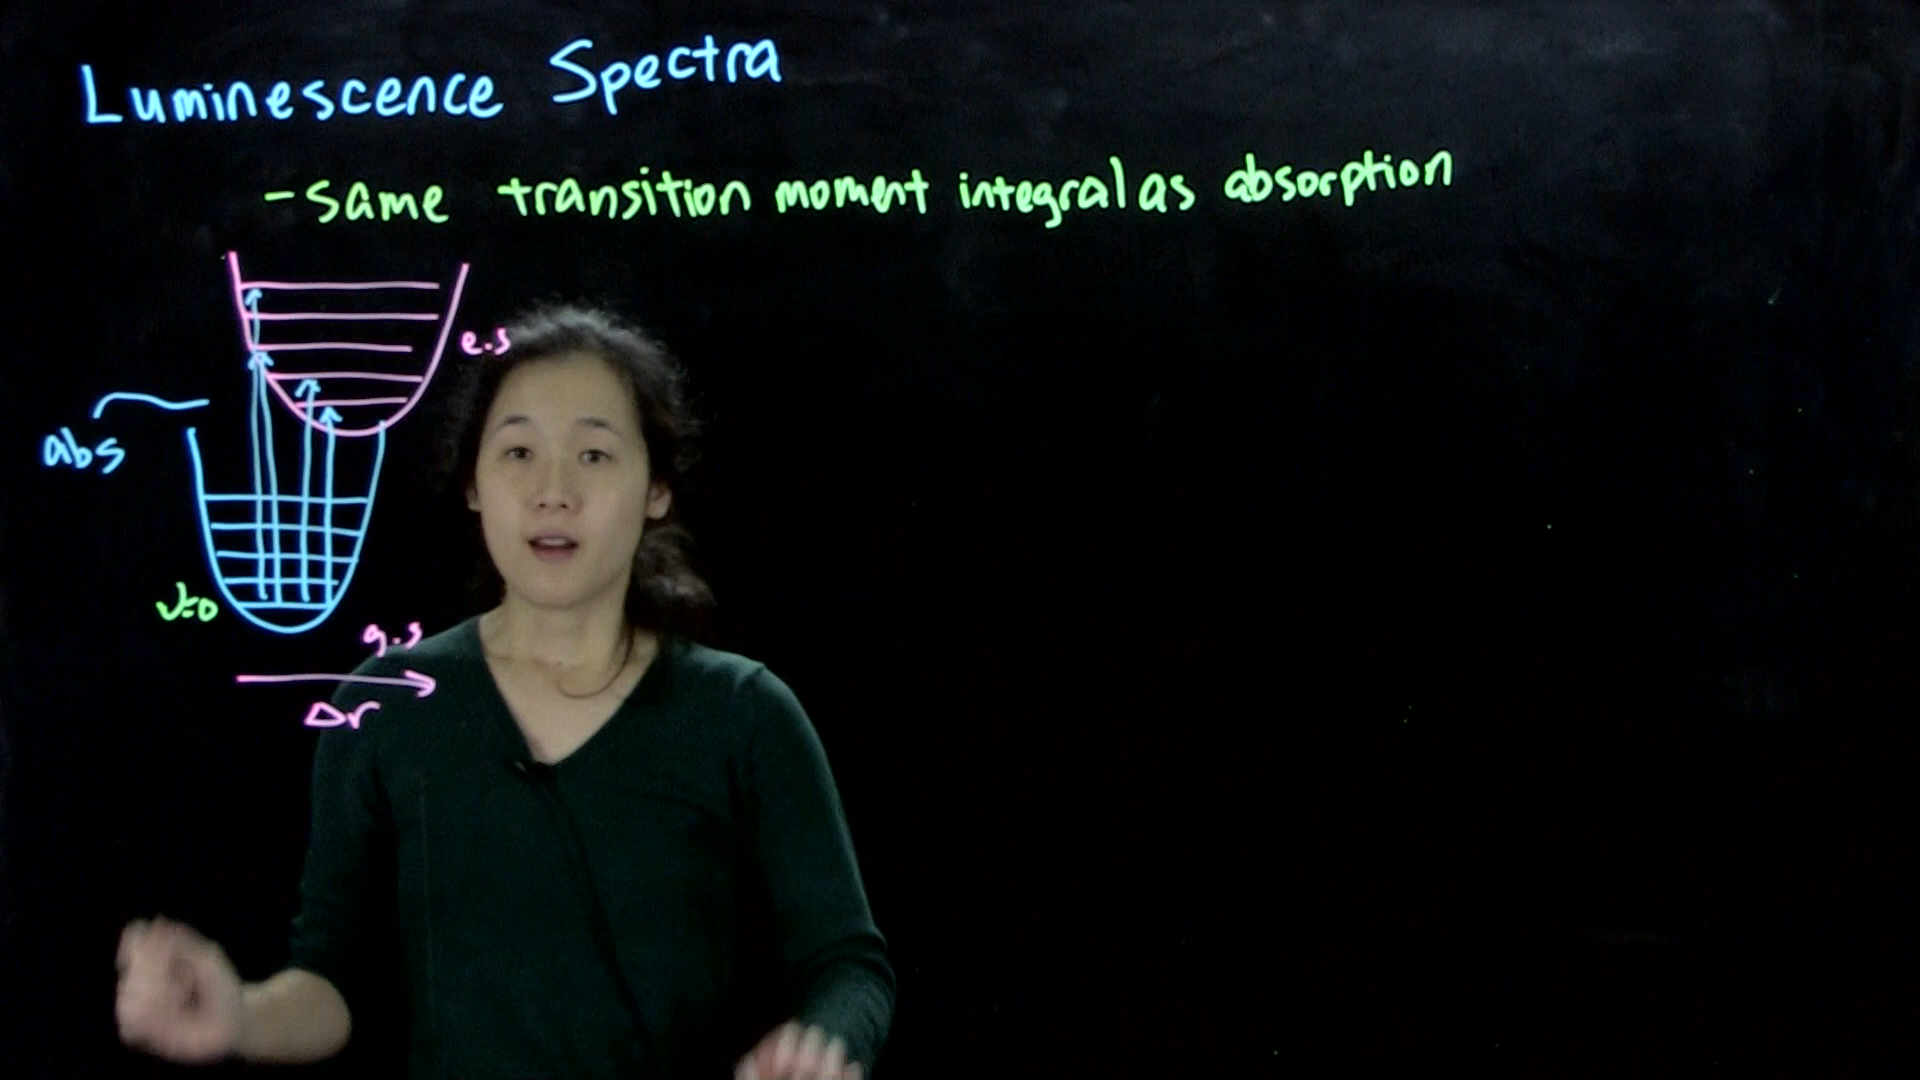 Luminescence Spectra
- same transition moment integral as absorption
e.s
abs
v=0
g.s
Δr